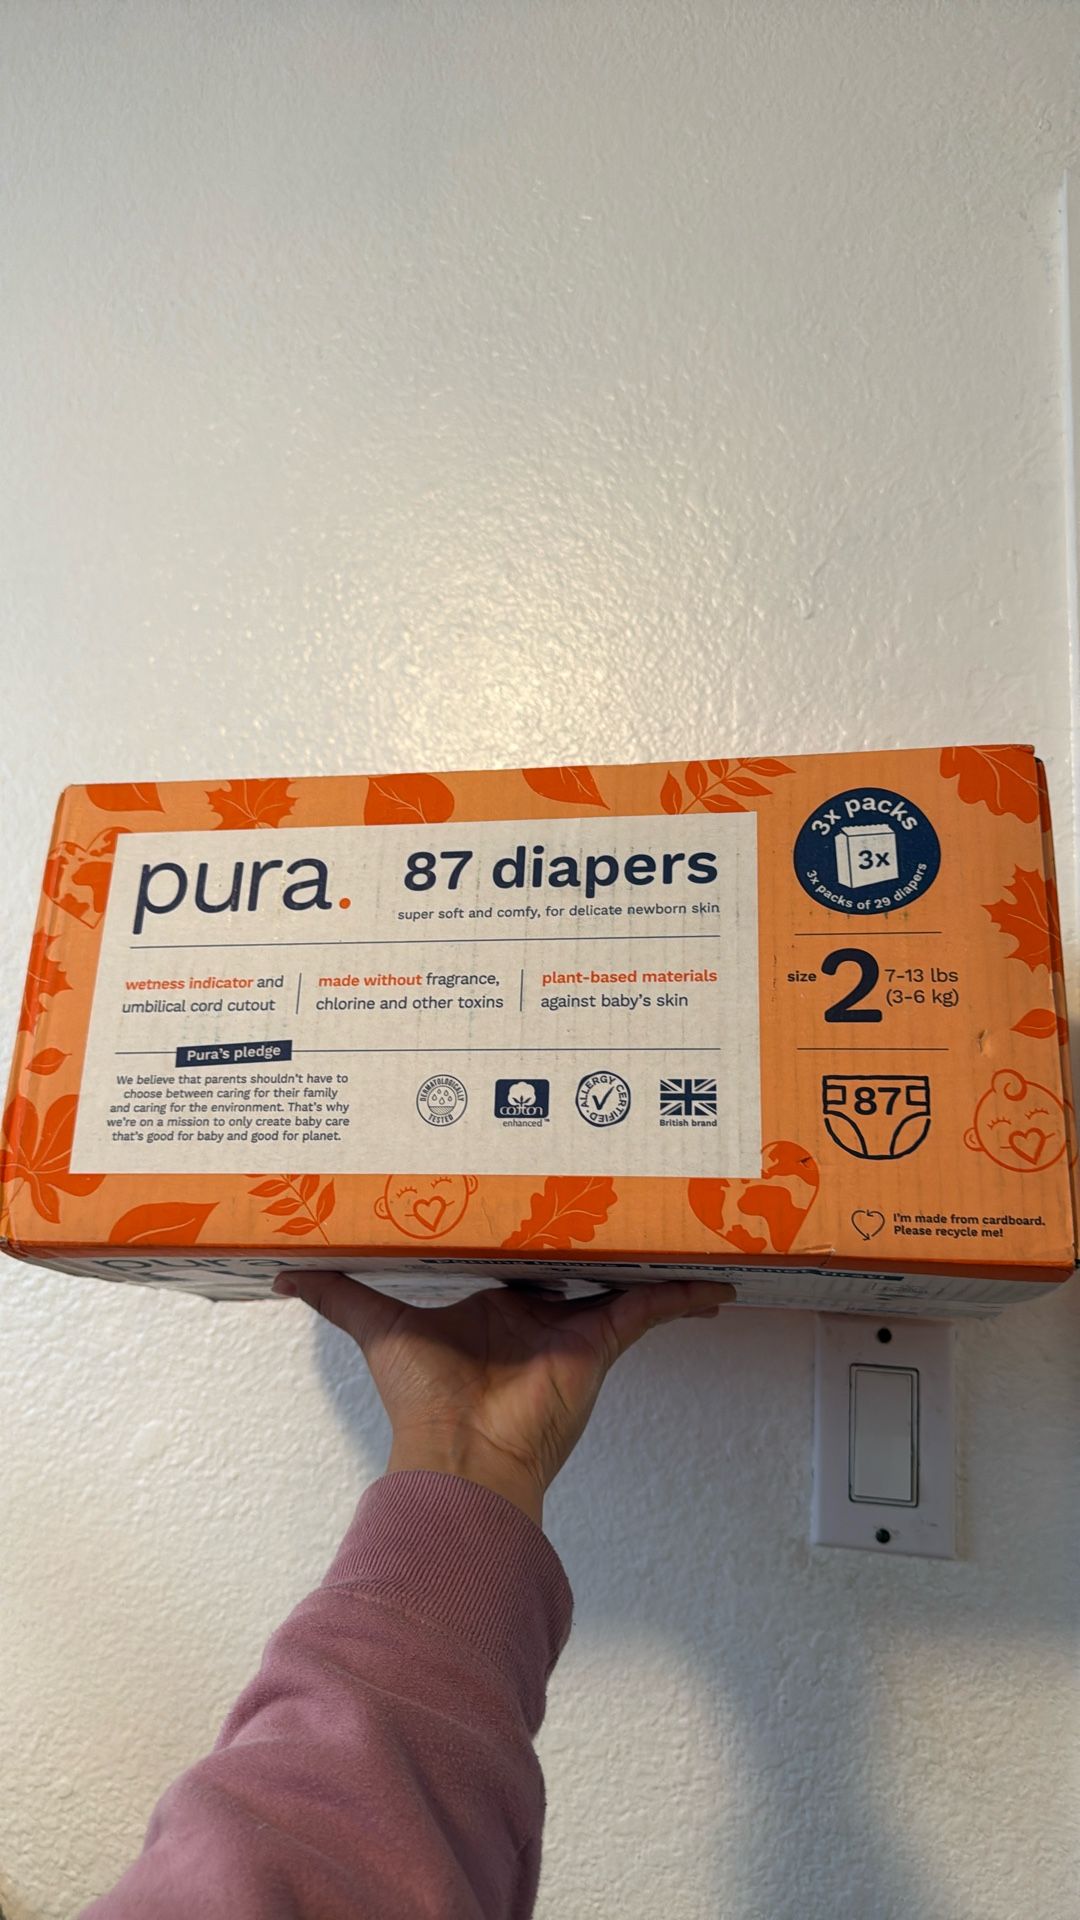 pura.
87 diapers
super soft and comfy, for delicate newborn skin
wetness indicator and
umbilical cord cutout
made without fragrance,
chlorine and other toxins
plant-based materials
against baby's skin
Pura's pledge
We believe that parents shouldn't have to
choose between caring for their family
and caring for the environment. That's why
we're on a mission to only create baby care
that's good for baby and good for planet.
DERMATOLOGICALLY
TESTED
cotton
enhanced™
ALLERGY CERTIFIED
British brand
3x packs
3x
3x packs of 29 diapers
size 2
7-13 lbs
(3-6 kg)
87
I'm made from cardboard.
Please recycle me!
pura.